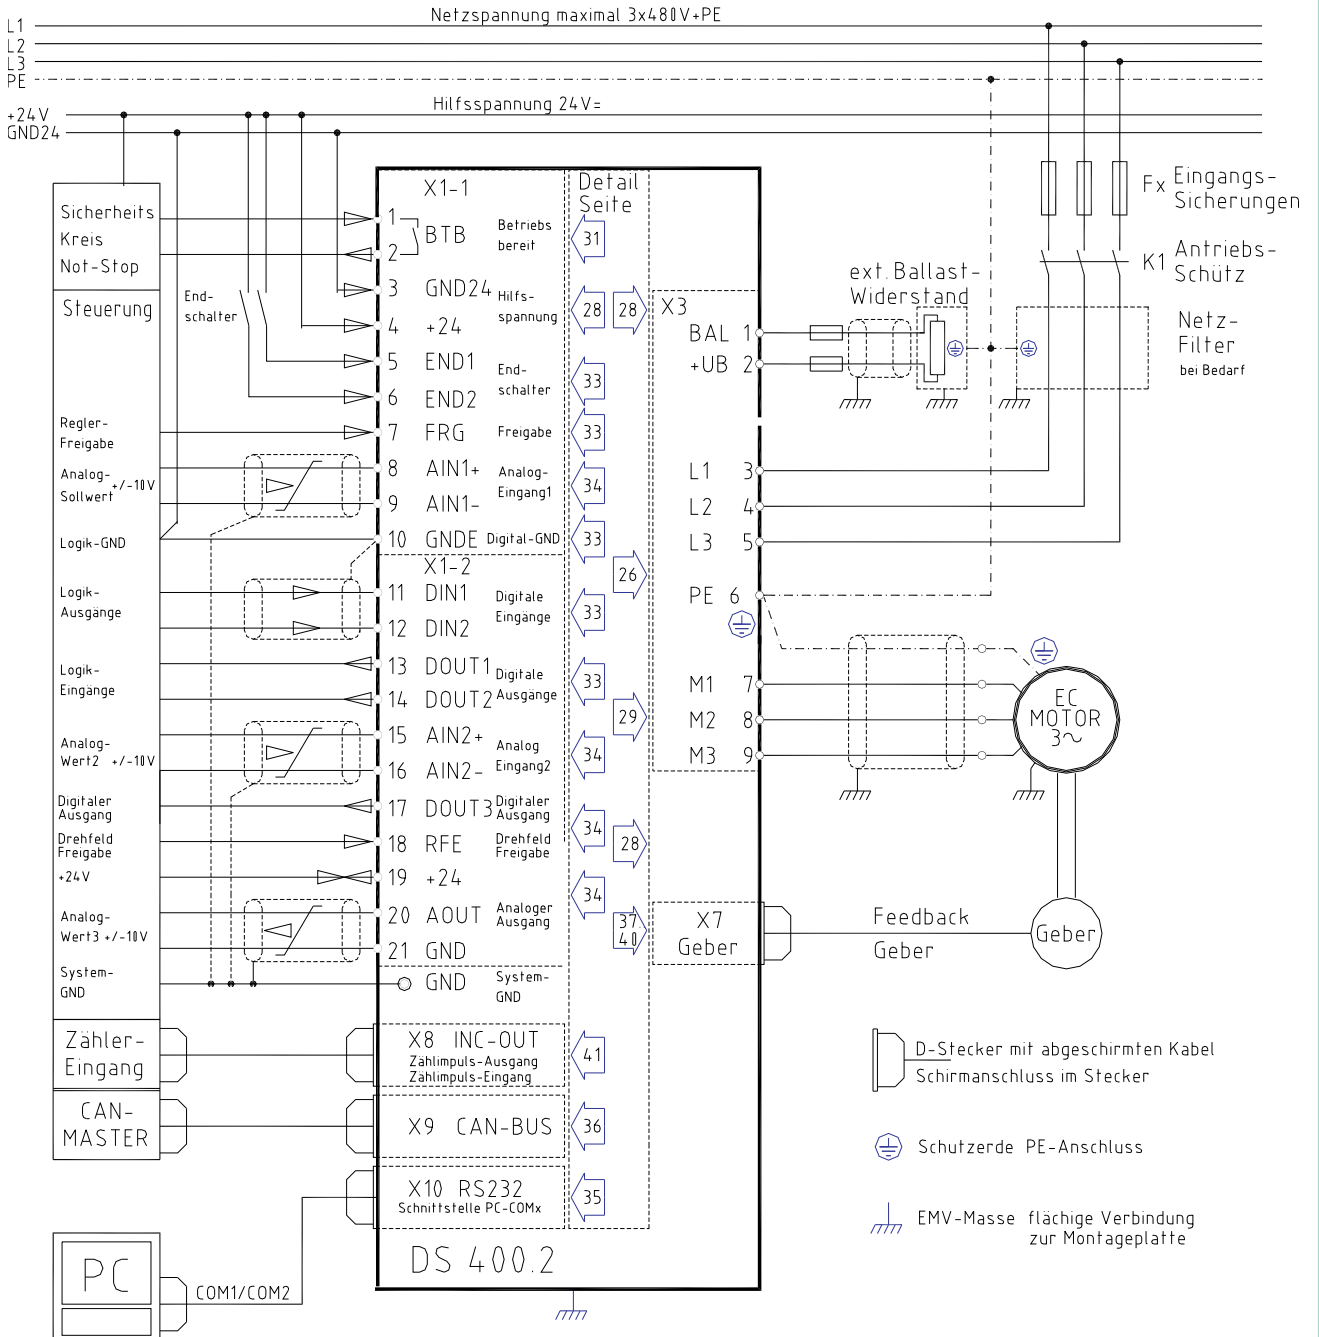 Netzspannung maximal 3x480V+PE
L1
L2
L3
PE
Hilfsspannung 24V=
+24V
GND24
Sicherheits
Kreis
Not-Stop
Steuerung
End-
schalter
Regler-
Freigabe
Analog-
Sollwert +/-10V
Logik-GND
Logik-
Ausgänge
Logik-
Eingänge
Analog-
Wert2 +/-10V
Digitaler
Ausgang
Drehfeld
Freigabe
+24V
Analog-
Wert3 +/-10V
System-
GND
Zähler-
Eingang
CAN-
MASTER
PC
COM1/COM2
X1-1
Detail
Seite
1
BTB
2
Betriebs
bereit
31
3 GND24
4 +24
Hilfs-
spannung
28
28
5 END1
6 END2
End-
schalter
33
7 FRG Freigabe 33
8 AIN1+
9 AIN1-
Analog-
Eingang1
34
10 GNDE Digital-GND 33
X1-2
26
11 DIN1
12 DIN2
Digitale
Eingänge
33
13 DOUT1
14 DOUT2
Digitale
Ausgänge
33
29
15 AIN2+
16 AIN2-
Analog
Eingang2
34
17 DOUT3
Digitaler
Ausgang
34
18 RFE
Drehfeld
Freigabe
28
19 +24
34
20 AOUT
Analoger
Ausgang
37.
40
21 GND
GND
System-
GND
X8 INC-OUT
Zählimpuls-Ausgang
Zählimpuls-Eingang
41
X9 CAN-BUS 36
X10 RS232
Schnittstelle PC-COMx
35
DS 400.2
X3
BAL 1
+UB 2
L1 3
L2 4
L3 5
PE 6
M1 7
M2 8
M3 9
X7
Geber
ext. Ballast-
Widerstand
Fx Eingangs-
Sicherungen
K1 Antriebs-
Schütz
Netz-
Filter
bei Bedarf
EC
MOTOR
3~
Feedback
Geber
Geber
D-Stecker mit abgeschirmten Kabel
Schirmanschluss im Stecker
Schutzerde PE-Anschluss
EMV-Masse flächige Verbindung
zur Montageplatte